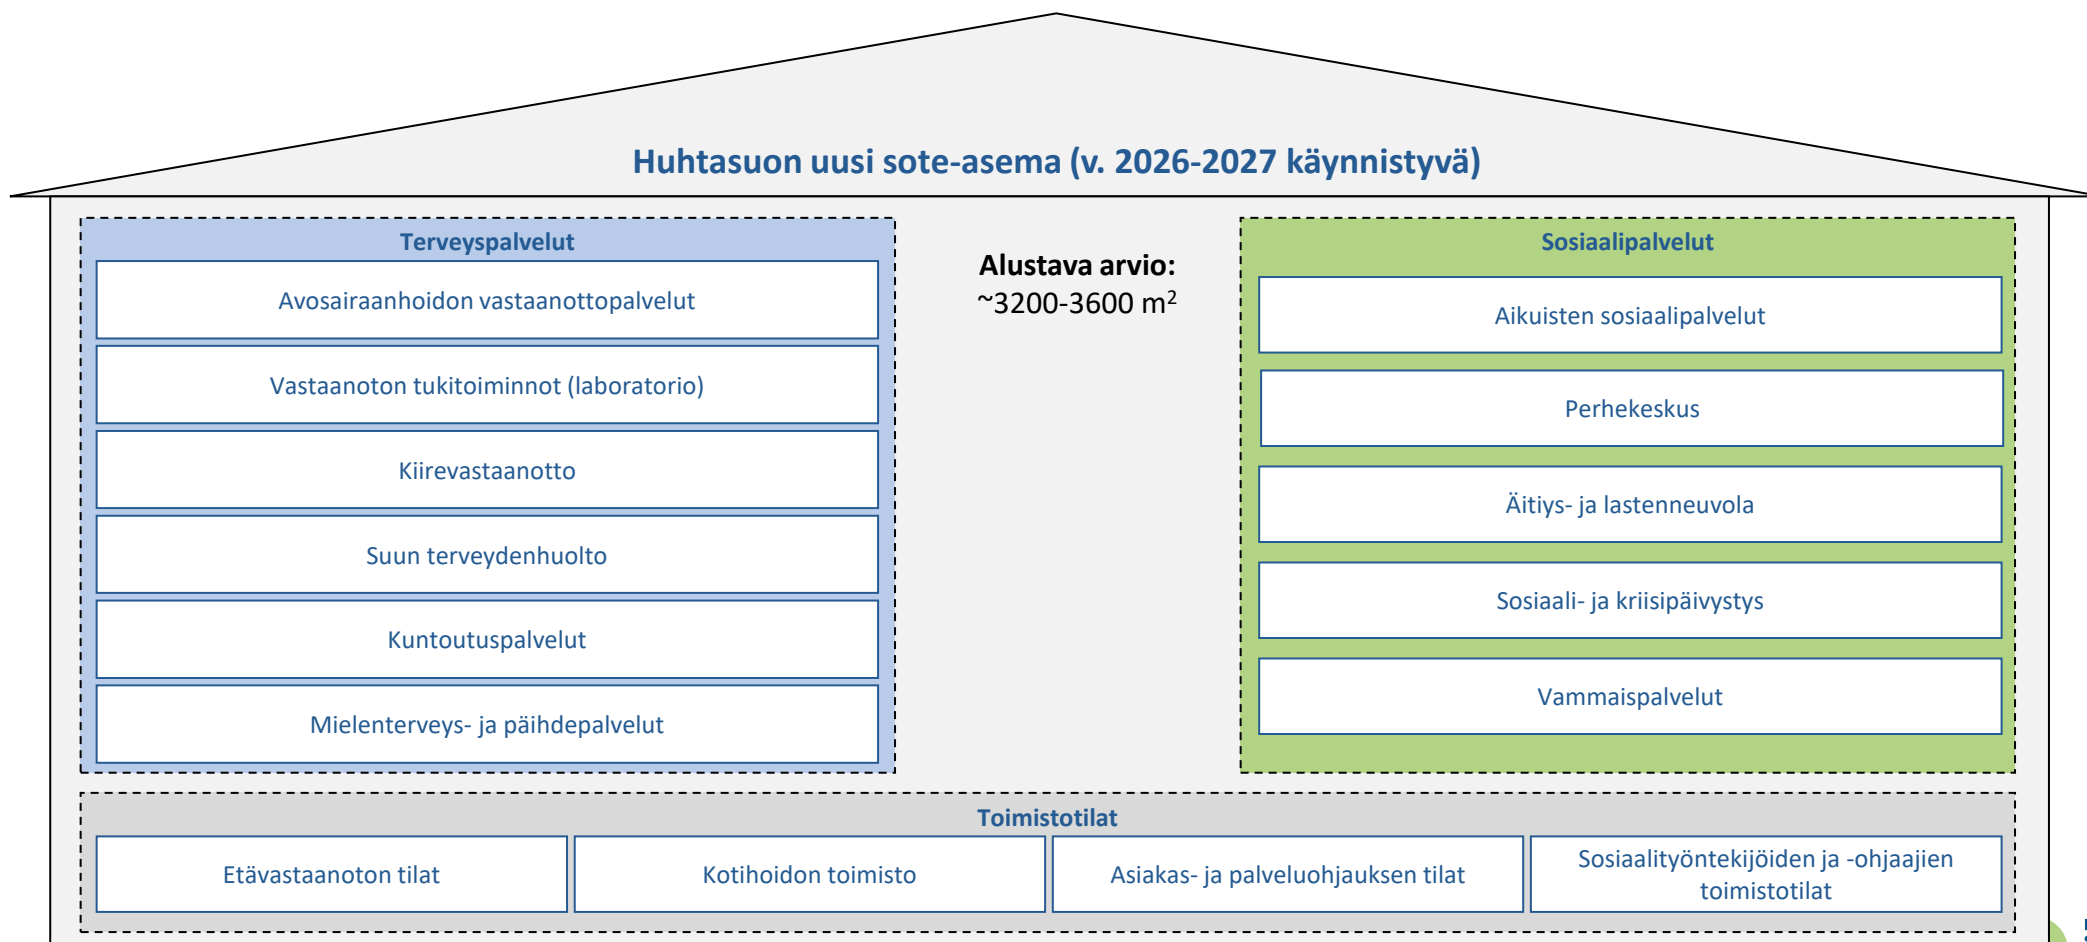 Huhtasuon uusi sote-asema (v. 2026-2027 käynnistyvä)
Terveyspalvelut
Avosairaanhoidon vastaanottopalvelut
Vastaanoton tukitoiminnot (laboratorio)
Kiirevastaanotto
Suun terveydenhuolto
Kuntoutuspalvelut
Mielenterveys- ja päihdepalvelut
Alustava arvio:
~3200-3600 m²
Sosiaalipalvelut
Aikuisten sosiaalipalvelut
Perhekeskus
Äitiys- ja lastenneuvola
Sosiaali- ja kriisipäivystys
Vammaispalvelut
Toimistotilat
Etävastaanoton tilat
Kotihoidon toimisto
Asiakas- ja palveluohjauksen tilat
Sosiaalityöntekijöiden ja -ohjaajien
toimistotilat